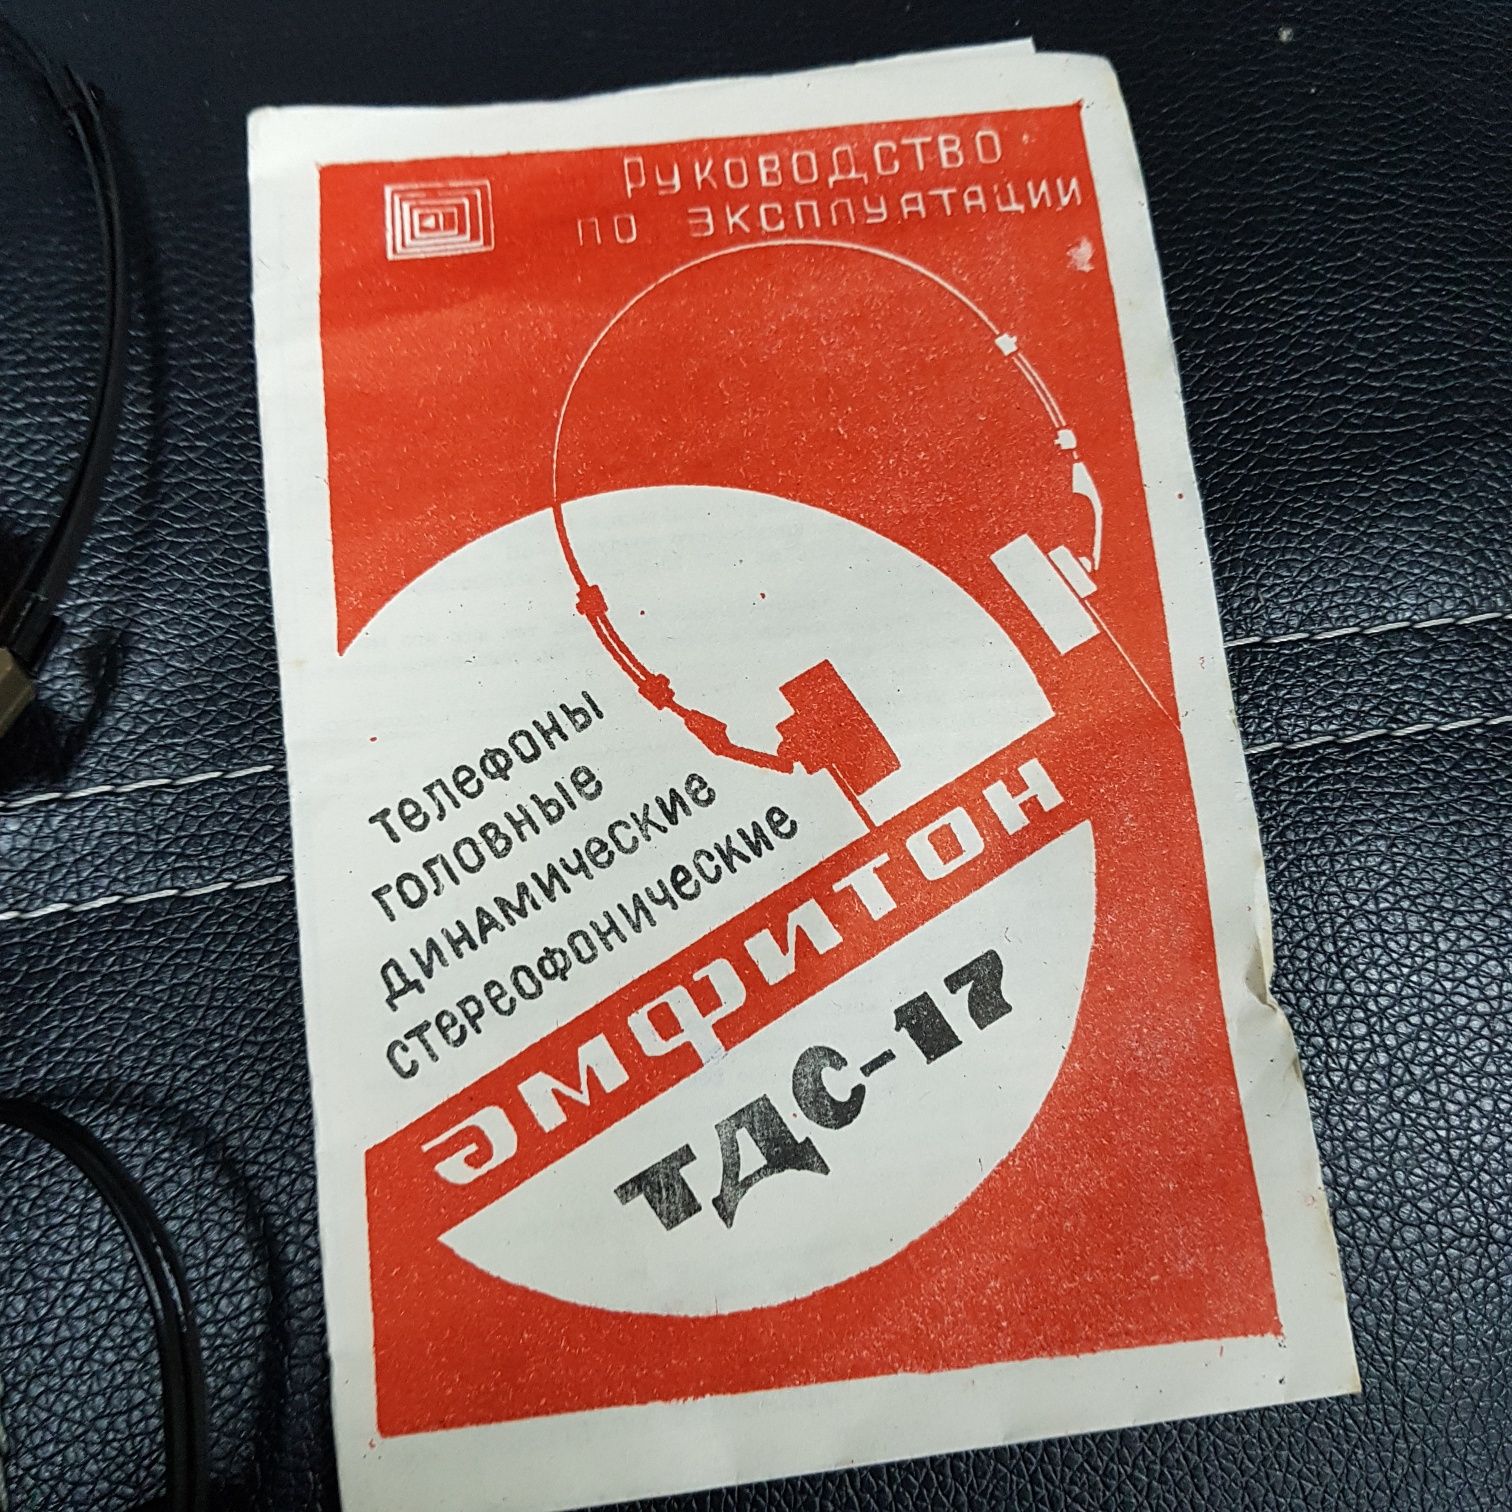 РУКОВОДСТВО
ПО ЭКСПЛУАТАЦИИ
телефоны
головные
динамические
стереофонические
эмфитон
ТДС-17